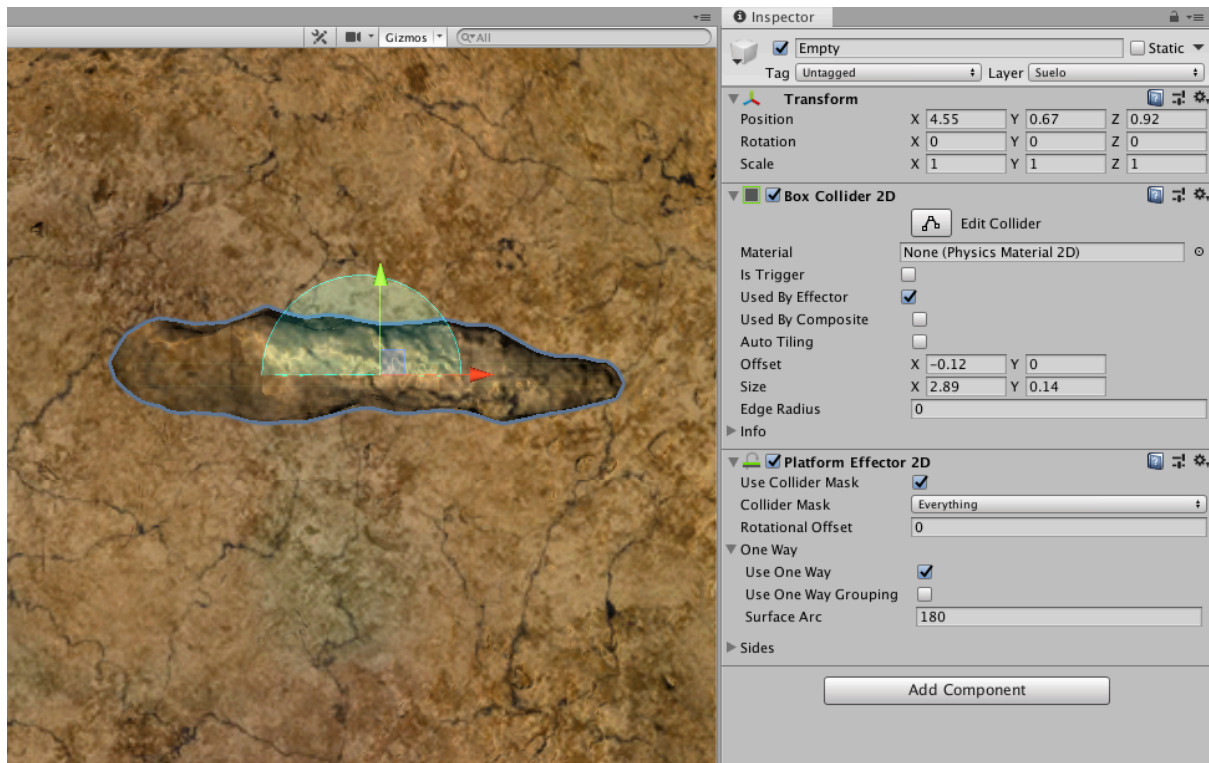 Inspector
Gizmos
All
Empty
Static
Tag Untagged Layer Suelo
Transform
Position X 4.55 Y 0.67 Z 0.92
Rotation X 0 Y 0 Z 0
Scale X 1 Y 1 Z 1
Box Collider 2D
Edit Collider
Material None (Physics Material 2D)
Is Trigger
Used By Effector
Used By Composite
Auto Tiling
Offset X -0.12 Y 0
Size X 2.89 Y 0.14
Edge Radius 0
Info
Platform Effector 2D
Use Collider Mask
Collider Mask Everything
Rotational Offset 0
One Way
Use One Way
Use One Way Grouping
Surface Arc 180
Sides
Add Component